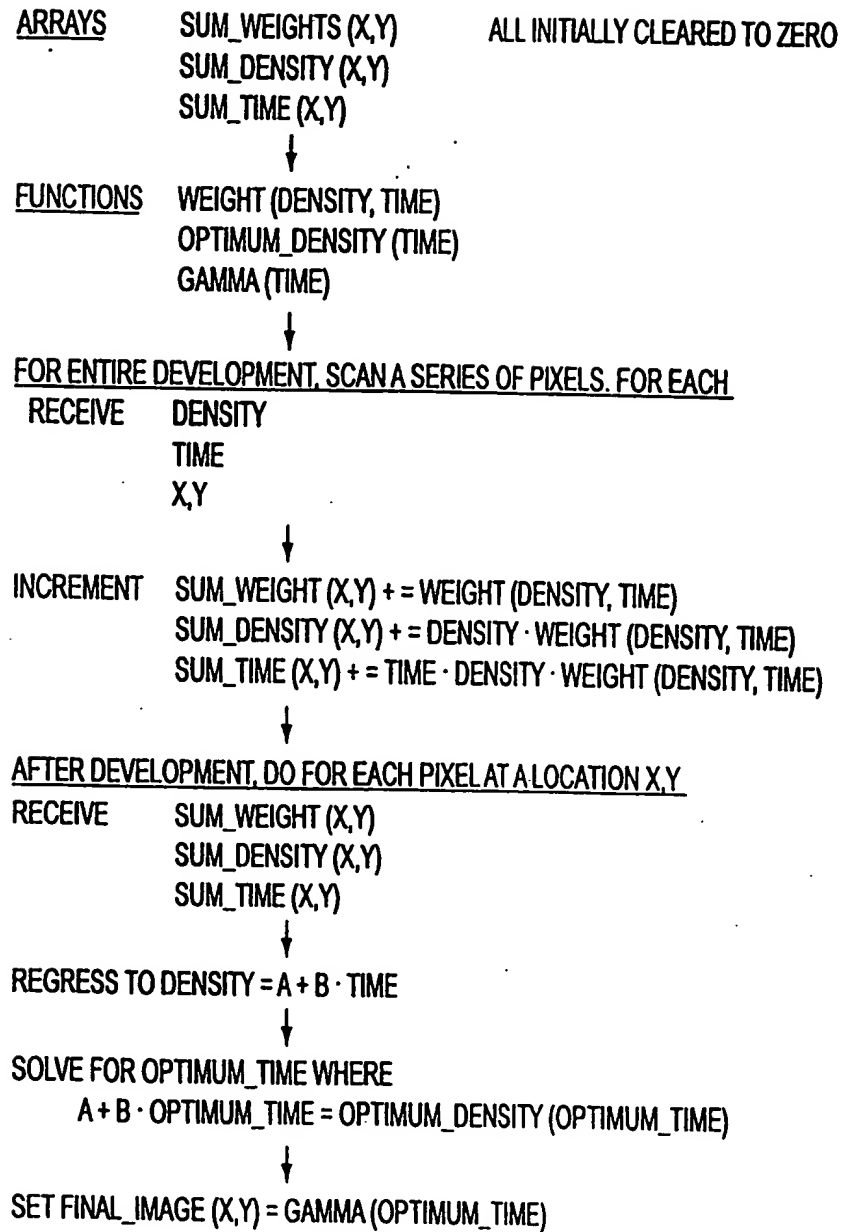 ARRAYS SUM_WEIGHTS (X,Y) ALL INITIALLY CLEARED TO ZERO
SUM_DENSITY (X,Y)
SUM_TIME (X,Y)
FUNCTIONS WEIGHT (DENSITY, TIME)
OPTIMUM_DENSITY (TIME)
GAMMA (TIME)
FOR ENTIRE DEVELOPMENT, SCAN A SERIES OF PIXELS. FOR EACH
RECEIVE DENSITY
TIME
X,Y
INCREMENT SUM_WEIGHT (X,Y) + = WEIGHT (DENSITY, TIME)
SUM_DENSITY (X,Y) + = DENSITY · WEIGHT (DENSITY, TIME)
SUM_TIME (X,Y) + = TIME · DENSITY · WEIGHT (DENSITY, TIME)
AFTER DEVELOPMENT, DO FOR EACH PIXEL AT A LOCATION X,Y
RECEIVE SUM_WEIGHT (X,Y)
SUM_DENSITY (X,Y)
SUM_TIME (X,Y)
REGRESS TO DENSITY = A + B · TIME
SOLVE FOR OPTIMUM_TIME WHERE
A + B · OPTIMUM_TIME = OPTIMUM_DENSITY (OPTIMUM_TIME)
SET FINAL_IMAGE (X,Y) = GAMMA (OPTIMUM_TIME)